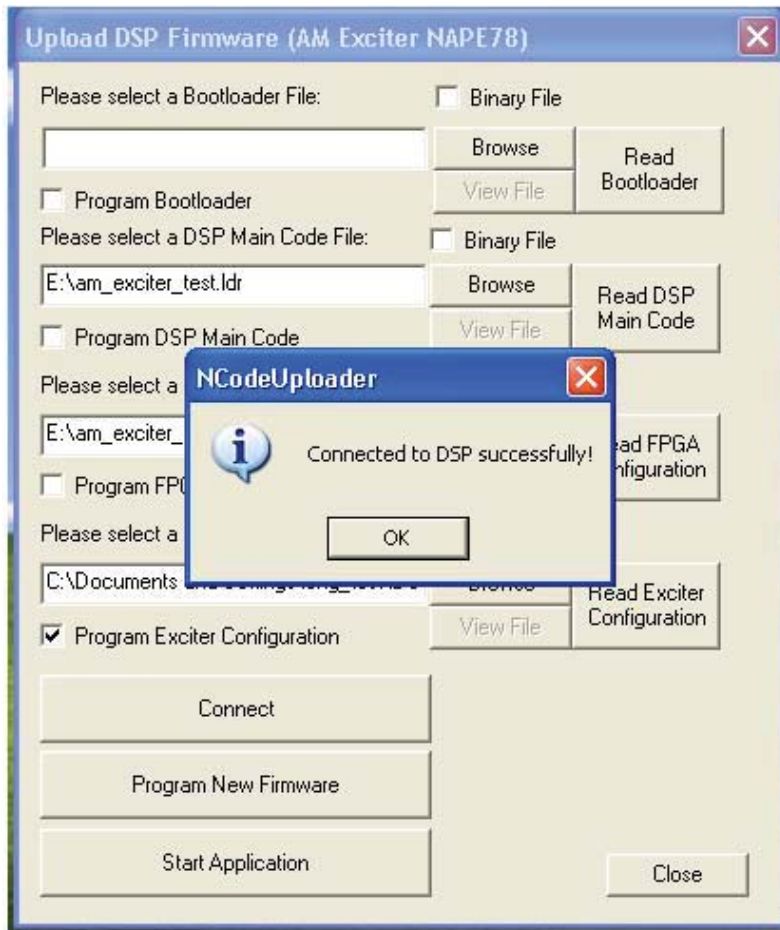 Upload DSP Firmware (AM Exciter NAPE78)
Please select a Bootloader File:
Binary File
Browse
Read
Bootloader
View File
Program Bootloader
Please select a DSP Main Code File:
Binary File
E:\am_exciter_test.ldr
Browse
Read DSP
Main Code
View File
Program DSP Main Code
NCodeUploader
Please select a
E:\am_exciter_
Connected to DSP successfully!
ad FPGA
nfiguration
Program FP
OK
Please select a
C:\Documents
Read Exciter
Configuration
View File
Program Exciter Configuration
Connect
Program New Firmware
Start Application
Close